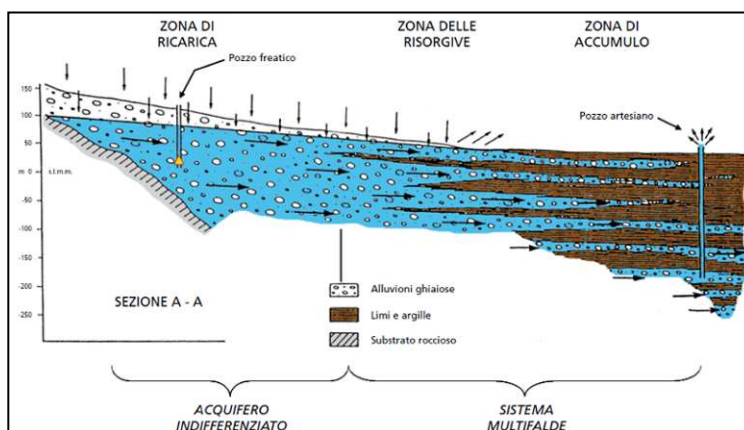 ZONA DI
RICARICA
ZONA DELLE
RISORGIVE
ZONA DI
ACCUMULO
Pozzo freatico
Pozzo artesiano
150
100
50
m 0 s.l.m.m.
-50
-100
-150
-200
-250
SEZIONE A - A
Alluvioni ghiaiose
Limi e argille
Substrato roccioso
ACQUIFERO
INDIFFERENZIATO
SISTEMA
MULTIFALDE